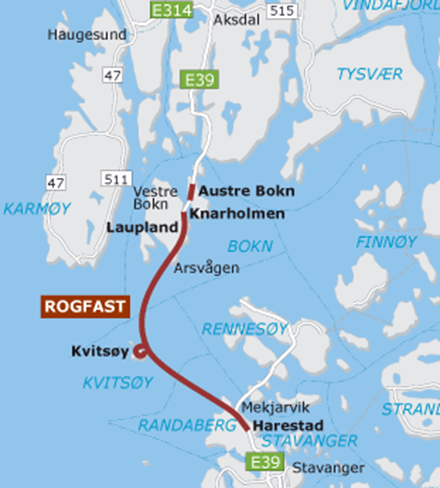 E314
515
VINDAFJORD
Aksdal
Haugesund
47
E39
TYSVÆR
47
511
Vestre
Bokn
Austre Bokn
KARMØY
Knarholmen
Laupland
BOKN
FINNØY
Arsvågen
ROGFAST
RENNESØY
Kvitsøy
KVITSØY
Mekjarvik
STRAND
RANDABERG
Harestad
STAVANGER
E39
Stavanger